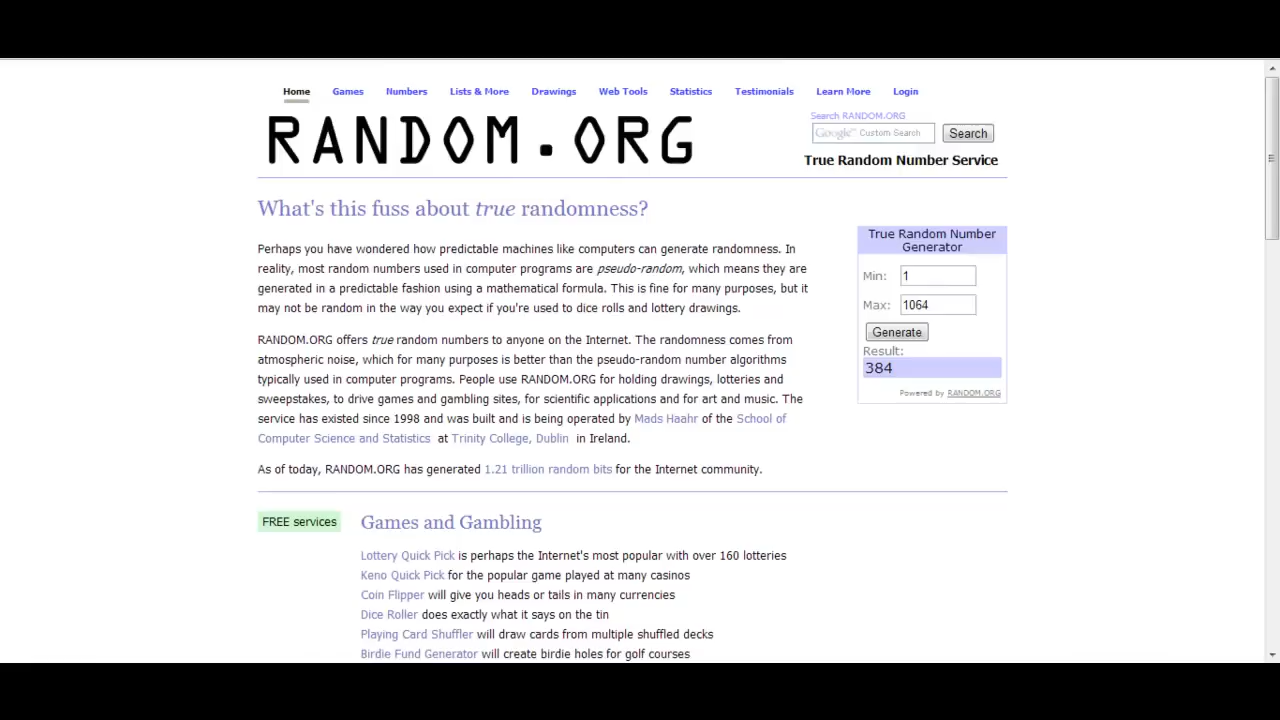 Home Games Numbers Lists & More Drawings Web Tools Statistics Testimonials Learn More Login
RANDOM.ORG
Search RANDOM.ORG
Google™ Custom Search Search
True Random Number Service
What's this fuss about true randomness?
Perhaps you have wondered how predictable machines like computers can generate randomness. In
reality, most random numbers used in computer programs are pseudo-random, which means they are
generated in a predictable fashion using a mathematical formula. This is fine for many purposes, but it
may not be random in the way you expect if you're used to dice rolls and lottery drawings.
RANDOM.ORG offers true random numbers to anyone on the Internet. The randomness comes from
atmospheric noise, which for many purposes is better than the pseudo-random number algorithms
typically used in computer programs. People use RANDOM.ORG for holding drawings, lotteries and
sweepstakes, to drive games and gambling sites, for scientific applications and for art and music. The
service has existed since 1998 and was built and is being operated by Mads Haahr of the School of
Computer Science and Statistics at Trinity College, Dublin in Ireland.
As of today, RANDOM.ORG has generated 1.21 trillion random bits for the Internet community.
True Random Number
Generator
Min: 1
Max: 1064
Generate
Result:
384
Powered by RANDOM.ORG
FREE services
Games and Gambling
Lottery Quick Pick is perhaps the Internet's most popular with over 160 lotteries
Keno Quick Pick for the popular game played at many casinos
Coin Flipper will give you heads or tails in many currencies
Dice Roller does exactly what it says on the tin
Playing Card Shuffler will draw cards from multiple shuffled decks
Birdie Fund Generator will create birdie holes for golf courses